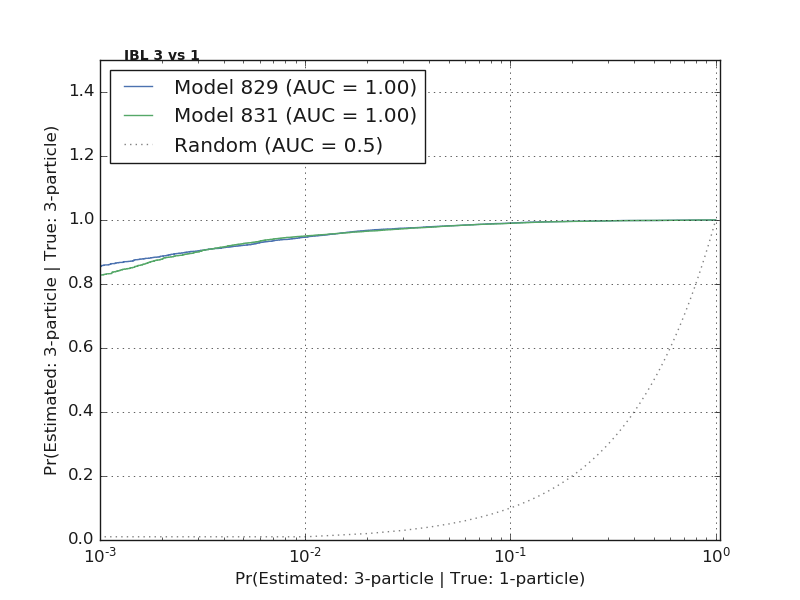 IBL 3 vs 1
Model 829 (AUC = 1.00)
Model 831 (AUC = 1.00)
Random (AUC = 0.5)
Pr(Estimated: 3-particle | True: 3-particle)
1.4
1.2
1.0
0.8
0.6
0.4
0.2
0.0
10⁻³ 10⁻² 10⁻¹ 10⁰
Pr(Estimated: 3-particle | True: 1-particle)